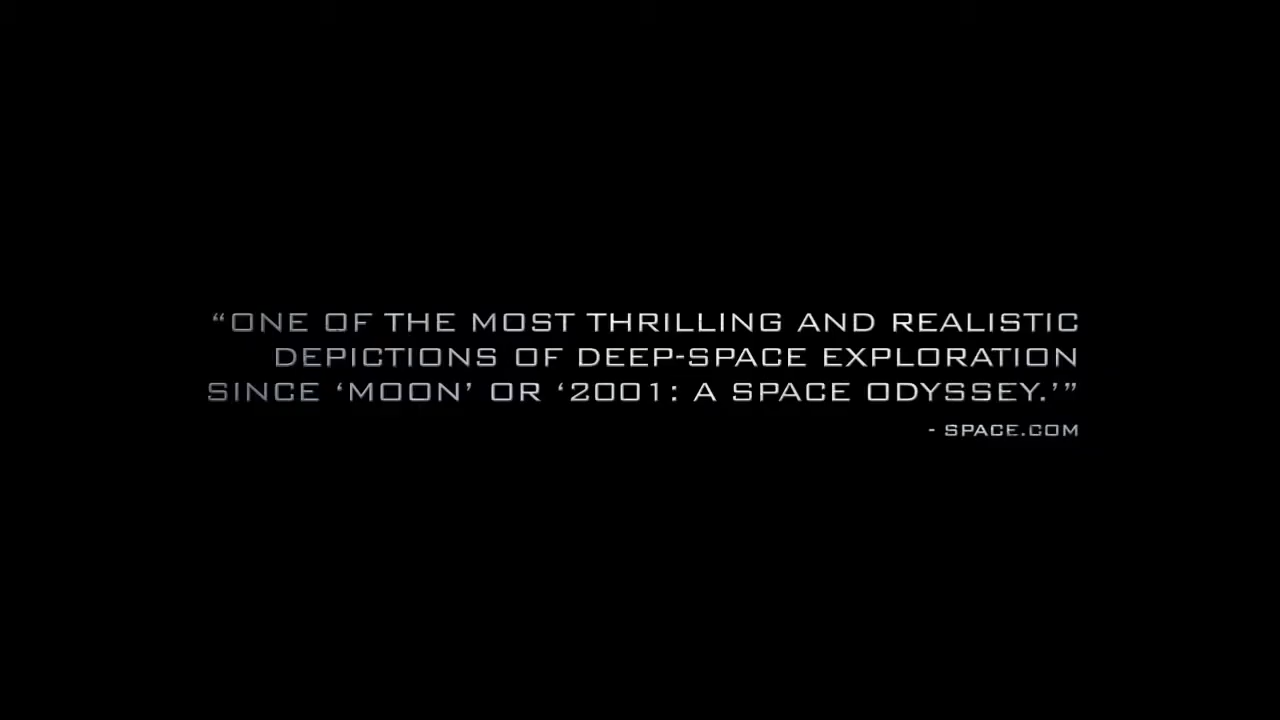 “ONE OF THE MOST THRILLING AND REALISTIC
DEPICTIONS OF DEEP-SPACE EXPLORATION
SINCE ‘MOON’ OR ‘2001: A SPACE ODYSSEY.’”
- SPACE.COM